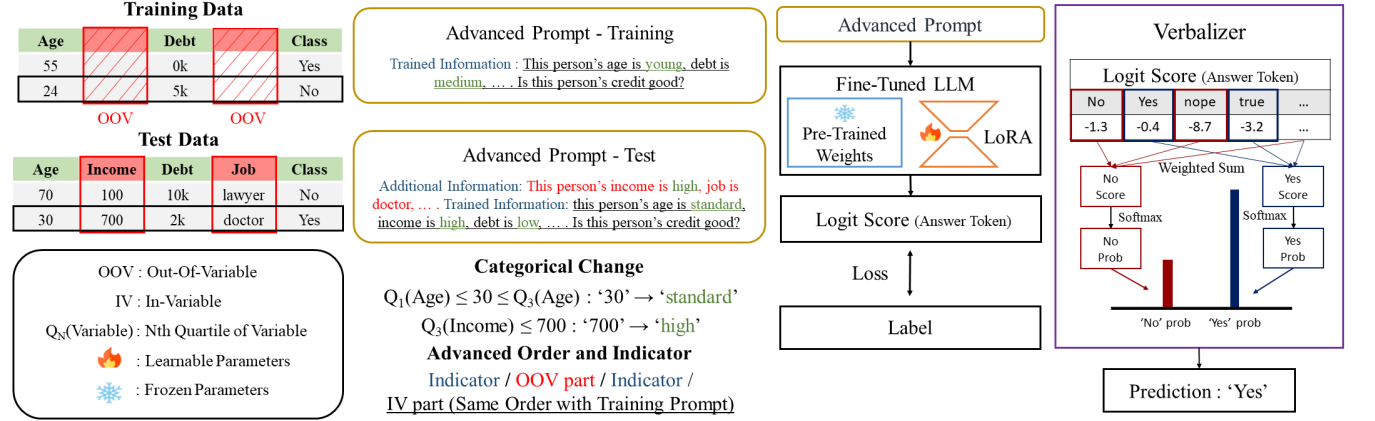 Training Data
Age Debt Class
55 0k Yes
24 5k No
OOV OOV
Test Data
Age Income Debt Job Class
70 100 10k lawyer No
30 700 2k doctor Yes
OOV : Out-Of-Variable
IV : In-Variable
QN(Variable) : Nth Quartile of Variable
: Learnable Parameters
: Frozen Parameters
Advanced Prompt - Training
Trained Information : This person's age is young, debt is
medium, … . Is this person's credit good?
Advanced Prompt - Test
Additional Information: This person's income is high, job is
doctor, … . Trained Information: this person's age is standard,
income is high, debt is low, … . Is this person's credit good?
Categorical Change
Q1(Age) ≤ 30 ≤ Q3(Age) : '30' → 'standard'
Q3(Income) ≤ 700 : '700' → 'high'
Advanced Order and Indicator
Indicator / OOV part / Indicator /
IV part (Same Order with Training Prompt)
Advanced Prompt
Fine-Tuned LLM
Pre-Trained
Weights
LoRA
Logit Score (Answer Token)
Loss
Label
Verbalizer
Logit Score (Answer Token)
No Yes nope true ...
-1.3 -0.4 -8.7 -3.2 ...
Weighted Sum
No
Score
Yes
Score
Softmax Softmax
No
Prob
Yes
Prob
'No' prob 'Yes' prob
Prediction : 'Yes'